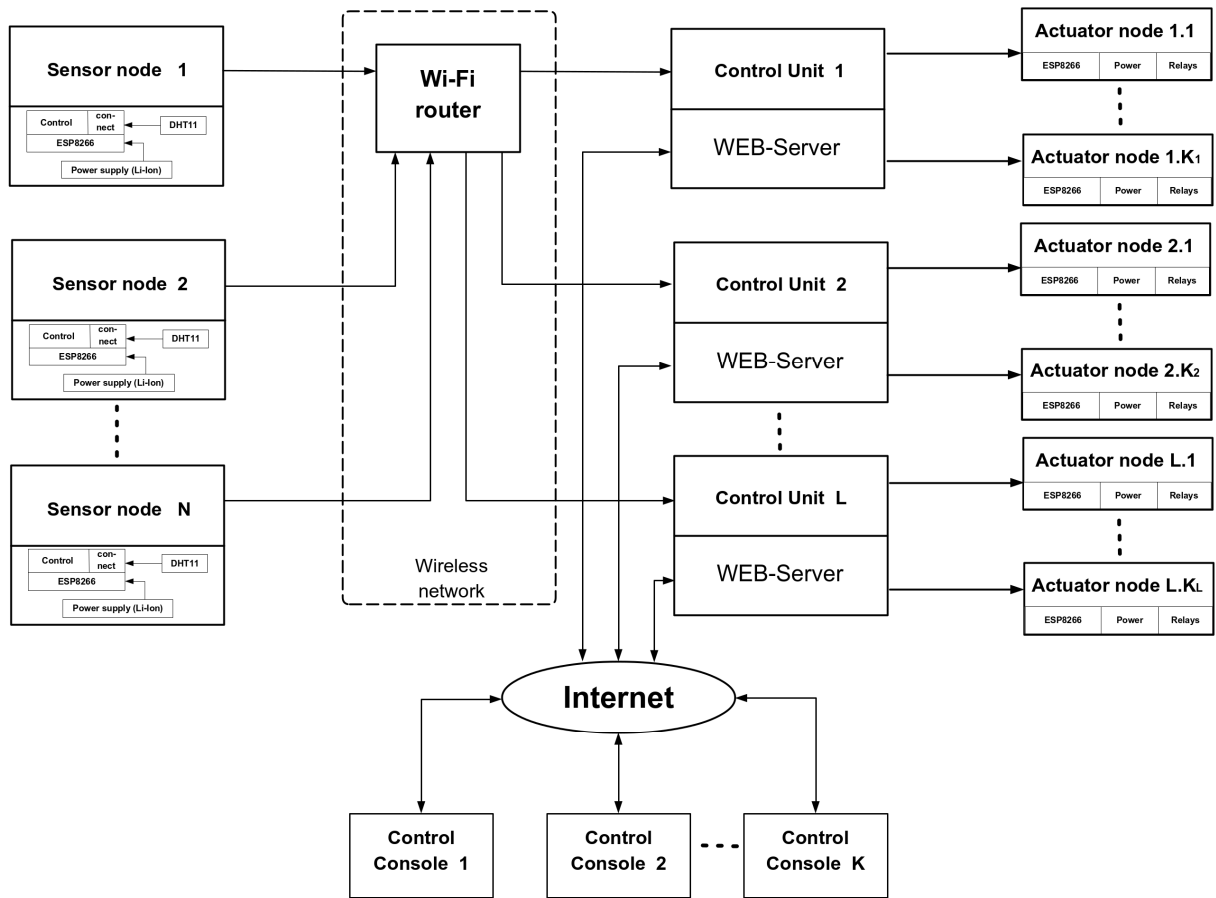 Sensor node 1
Control
con-
nect
DHT11
ESP8266
Power supply (Li-Ion)
Sensor node 2
Control
con-
nect
DHT11
ESP8266
Power supply (Li-Ion)
Sensor node N
Control
con-
nect
DHT11
ESP8266
Power supply (Li-Ion)
Wi-Fi
router
Wireless
network
Control Unit 1
WEB-Server
Control Unit 2
WEB-Server
Control Unit L
WEB-Server
Actuator node 1.1
ESP8266 Power Relays
Actuator node 1.K₁
ESP8266 Power Relays
Actuator node 2.1
ESP8266 Power Relays
Actuator node 2.K₂
ESP8266 Power Relays
Actuator node L.1
ESP8266 Power Relays
Actuator node L.K_L
ESP8266 Power Relays
Internet
Control
Console 1
Control
Console 2
Control
Console K